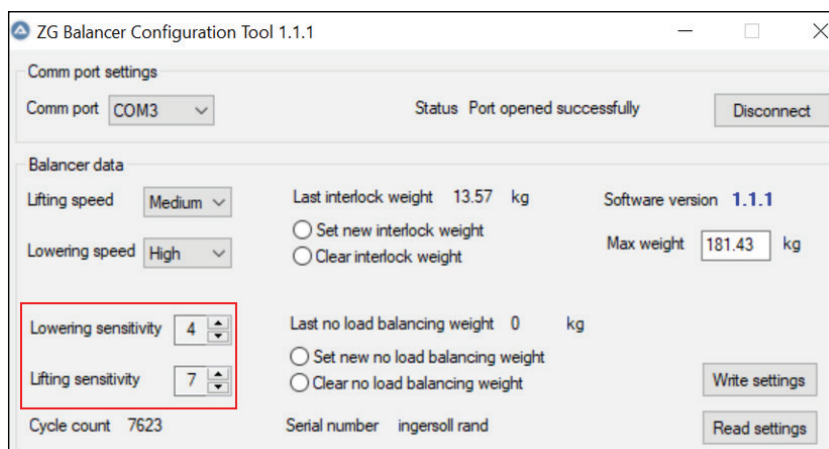 ZG Balancer Configuration Tool 1.1.1
Comm port settings
Comm port COM3 Status Port opened successfully Disconnect
Balancer data
Lifting speed Medium Last interlock weight 13.57 kg Software version 1.1.1
Set new interlock weight
Lowering speed High Clear interlock weight Max weight 181.43 kg
Lowering sensitivity 4 Last no load balancing weight 0 kg
Set new no load balancing weight
Lifting sensitivity 7 Clear no load balancing weight Write settings
Cycle count 7623 Serial number ingersoll rand Read settings